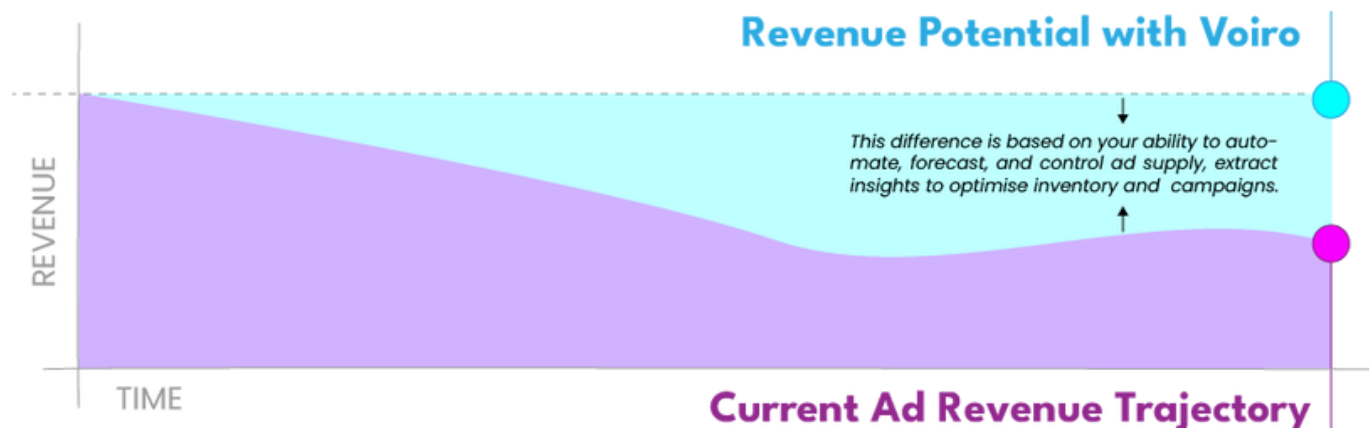 Revenue Potential with Voiro
This difference is based on your ability to auto-
mate, forecast, and control ad supply, extract
insights to optimise inventory and campaigns.
REVENUE
TIME
Current Ad Revenue Trajectory